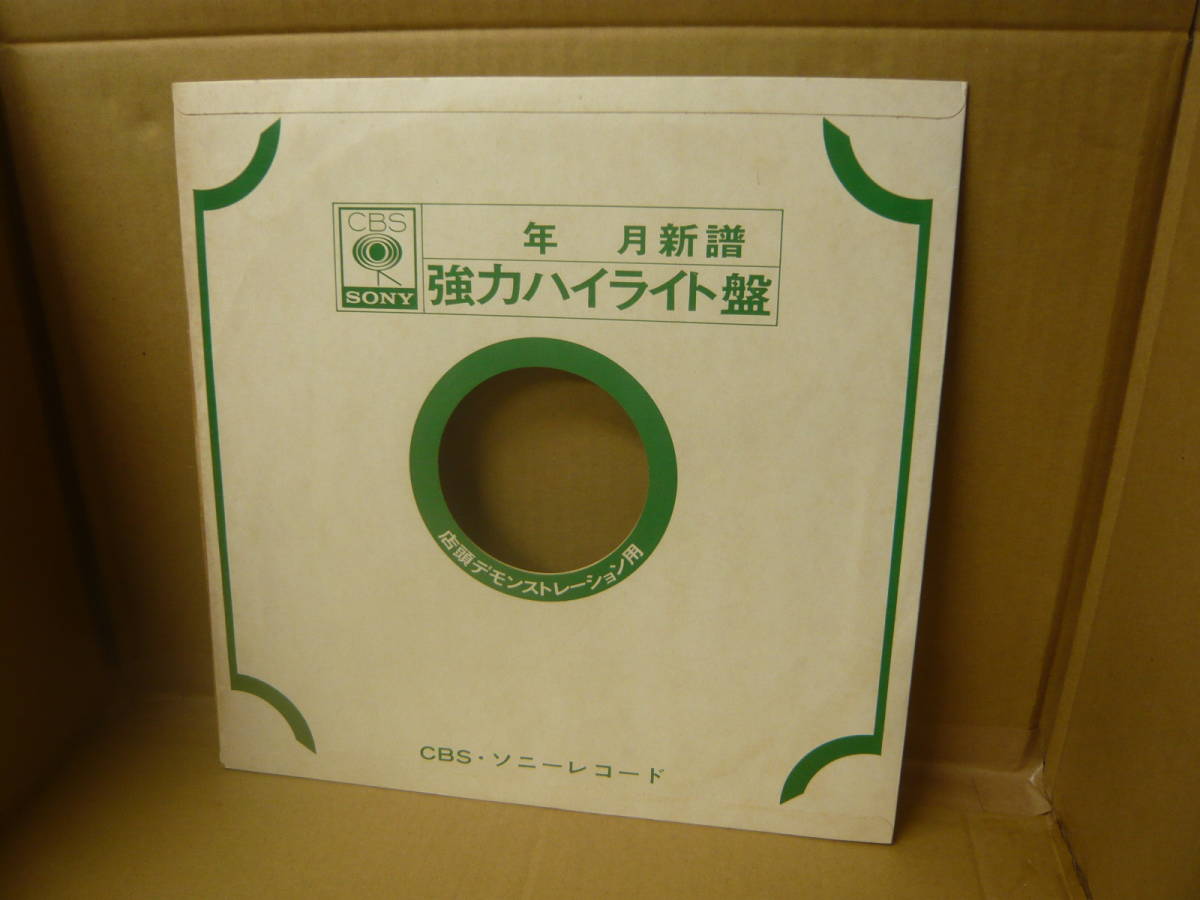 CBS
SONY
年 月新譜
強力ハイライト盤
店頭デモンストレーション用
CBS・ソニーレコード